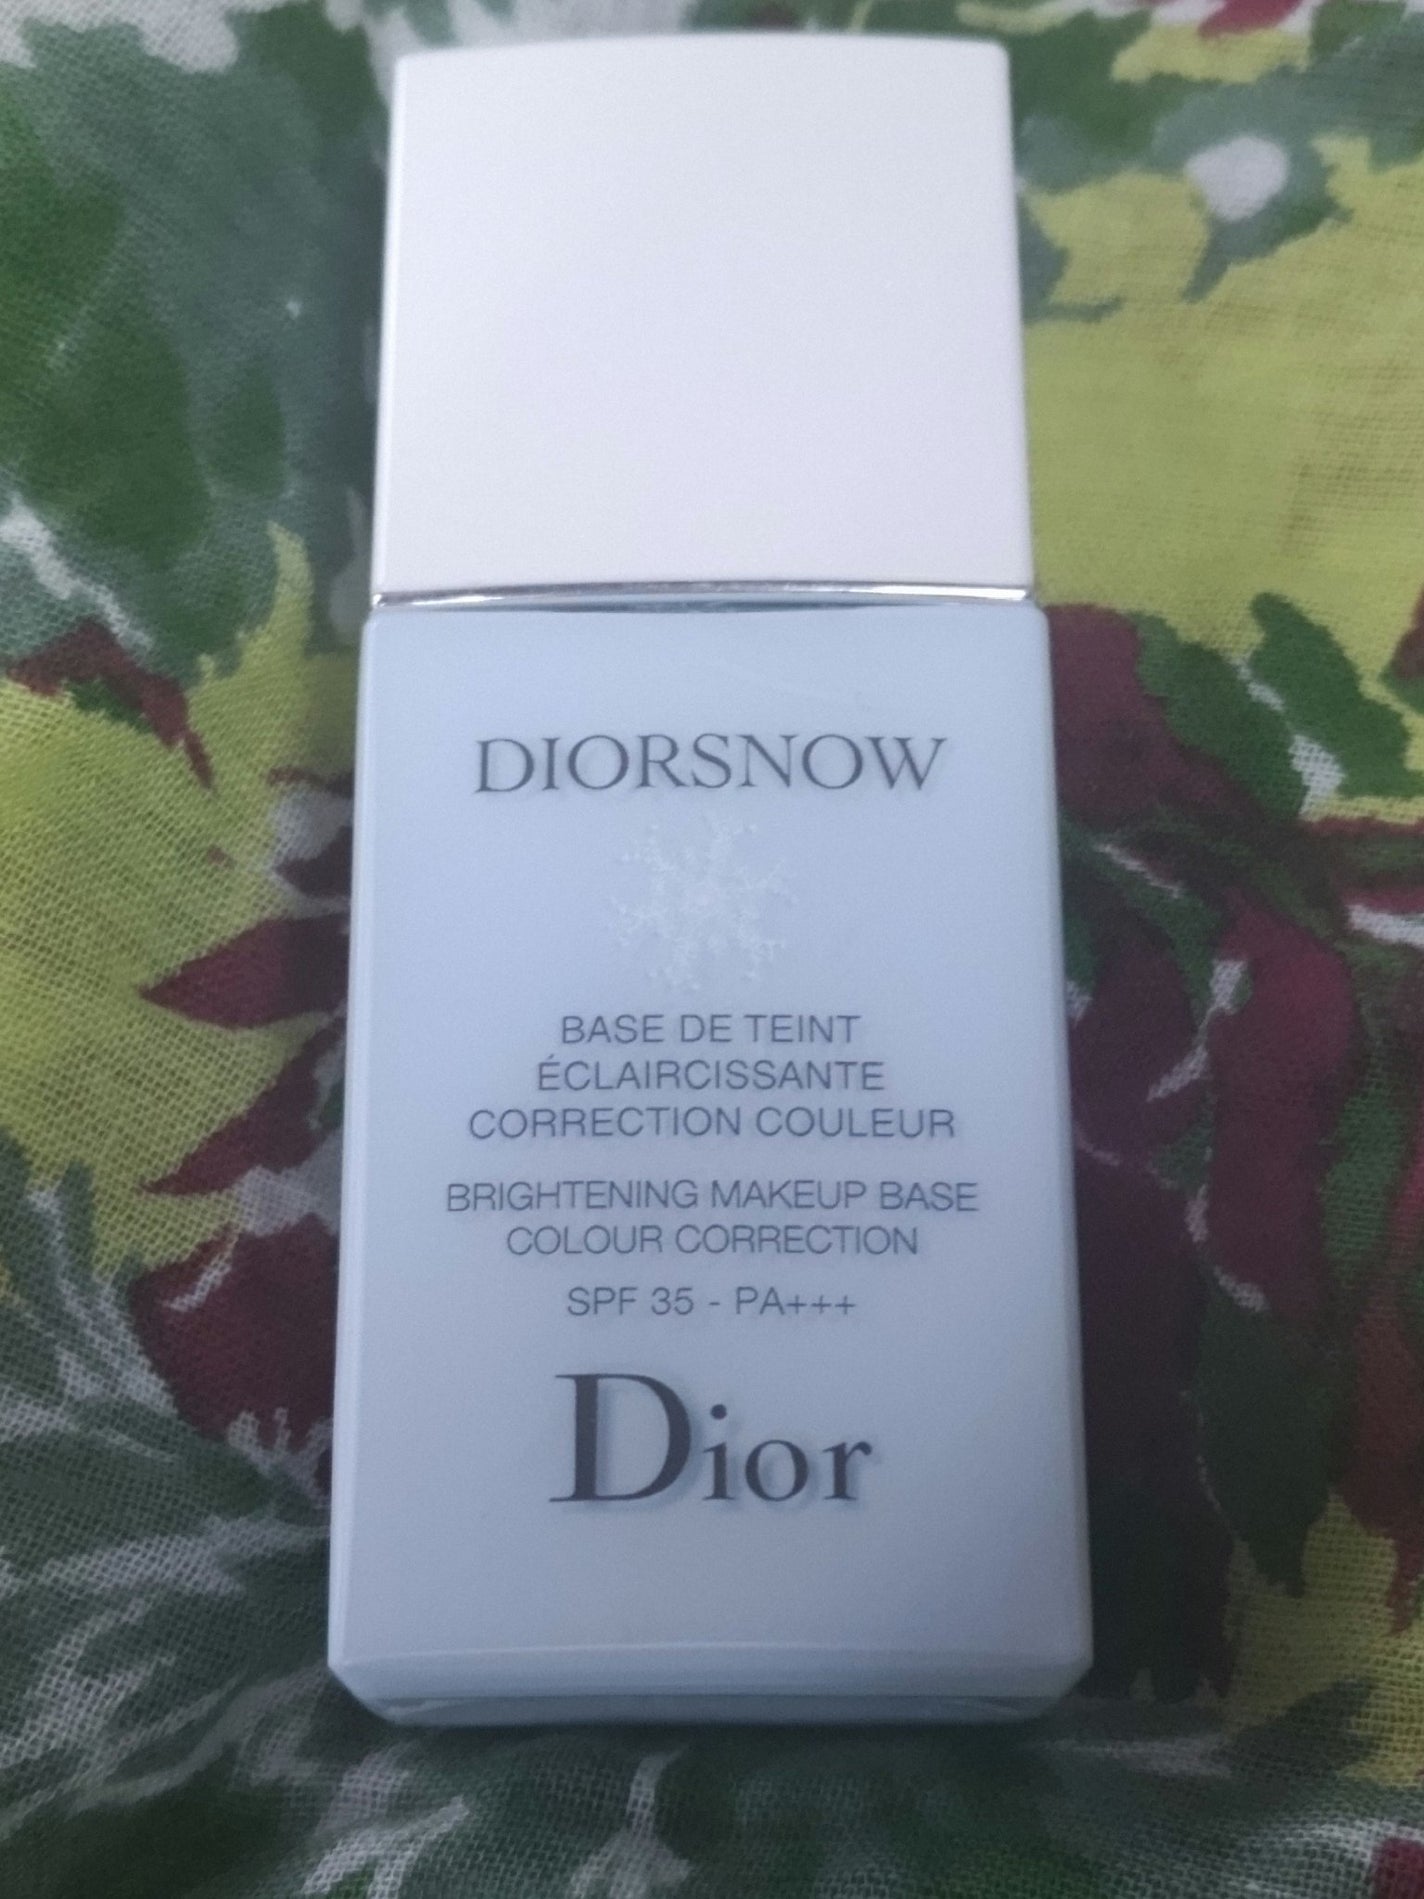 DIORSNOW
BASE DE TEINT
ÉCLAIRCISSANTE
CORRECTION COULEUR
BRIGHTENING MAKEUP BASE
COLOUR CORRECTION
SPF 35 - PA+++
Dior